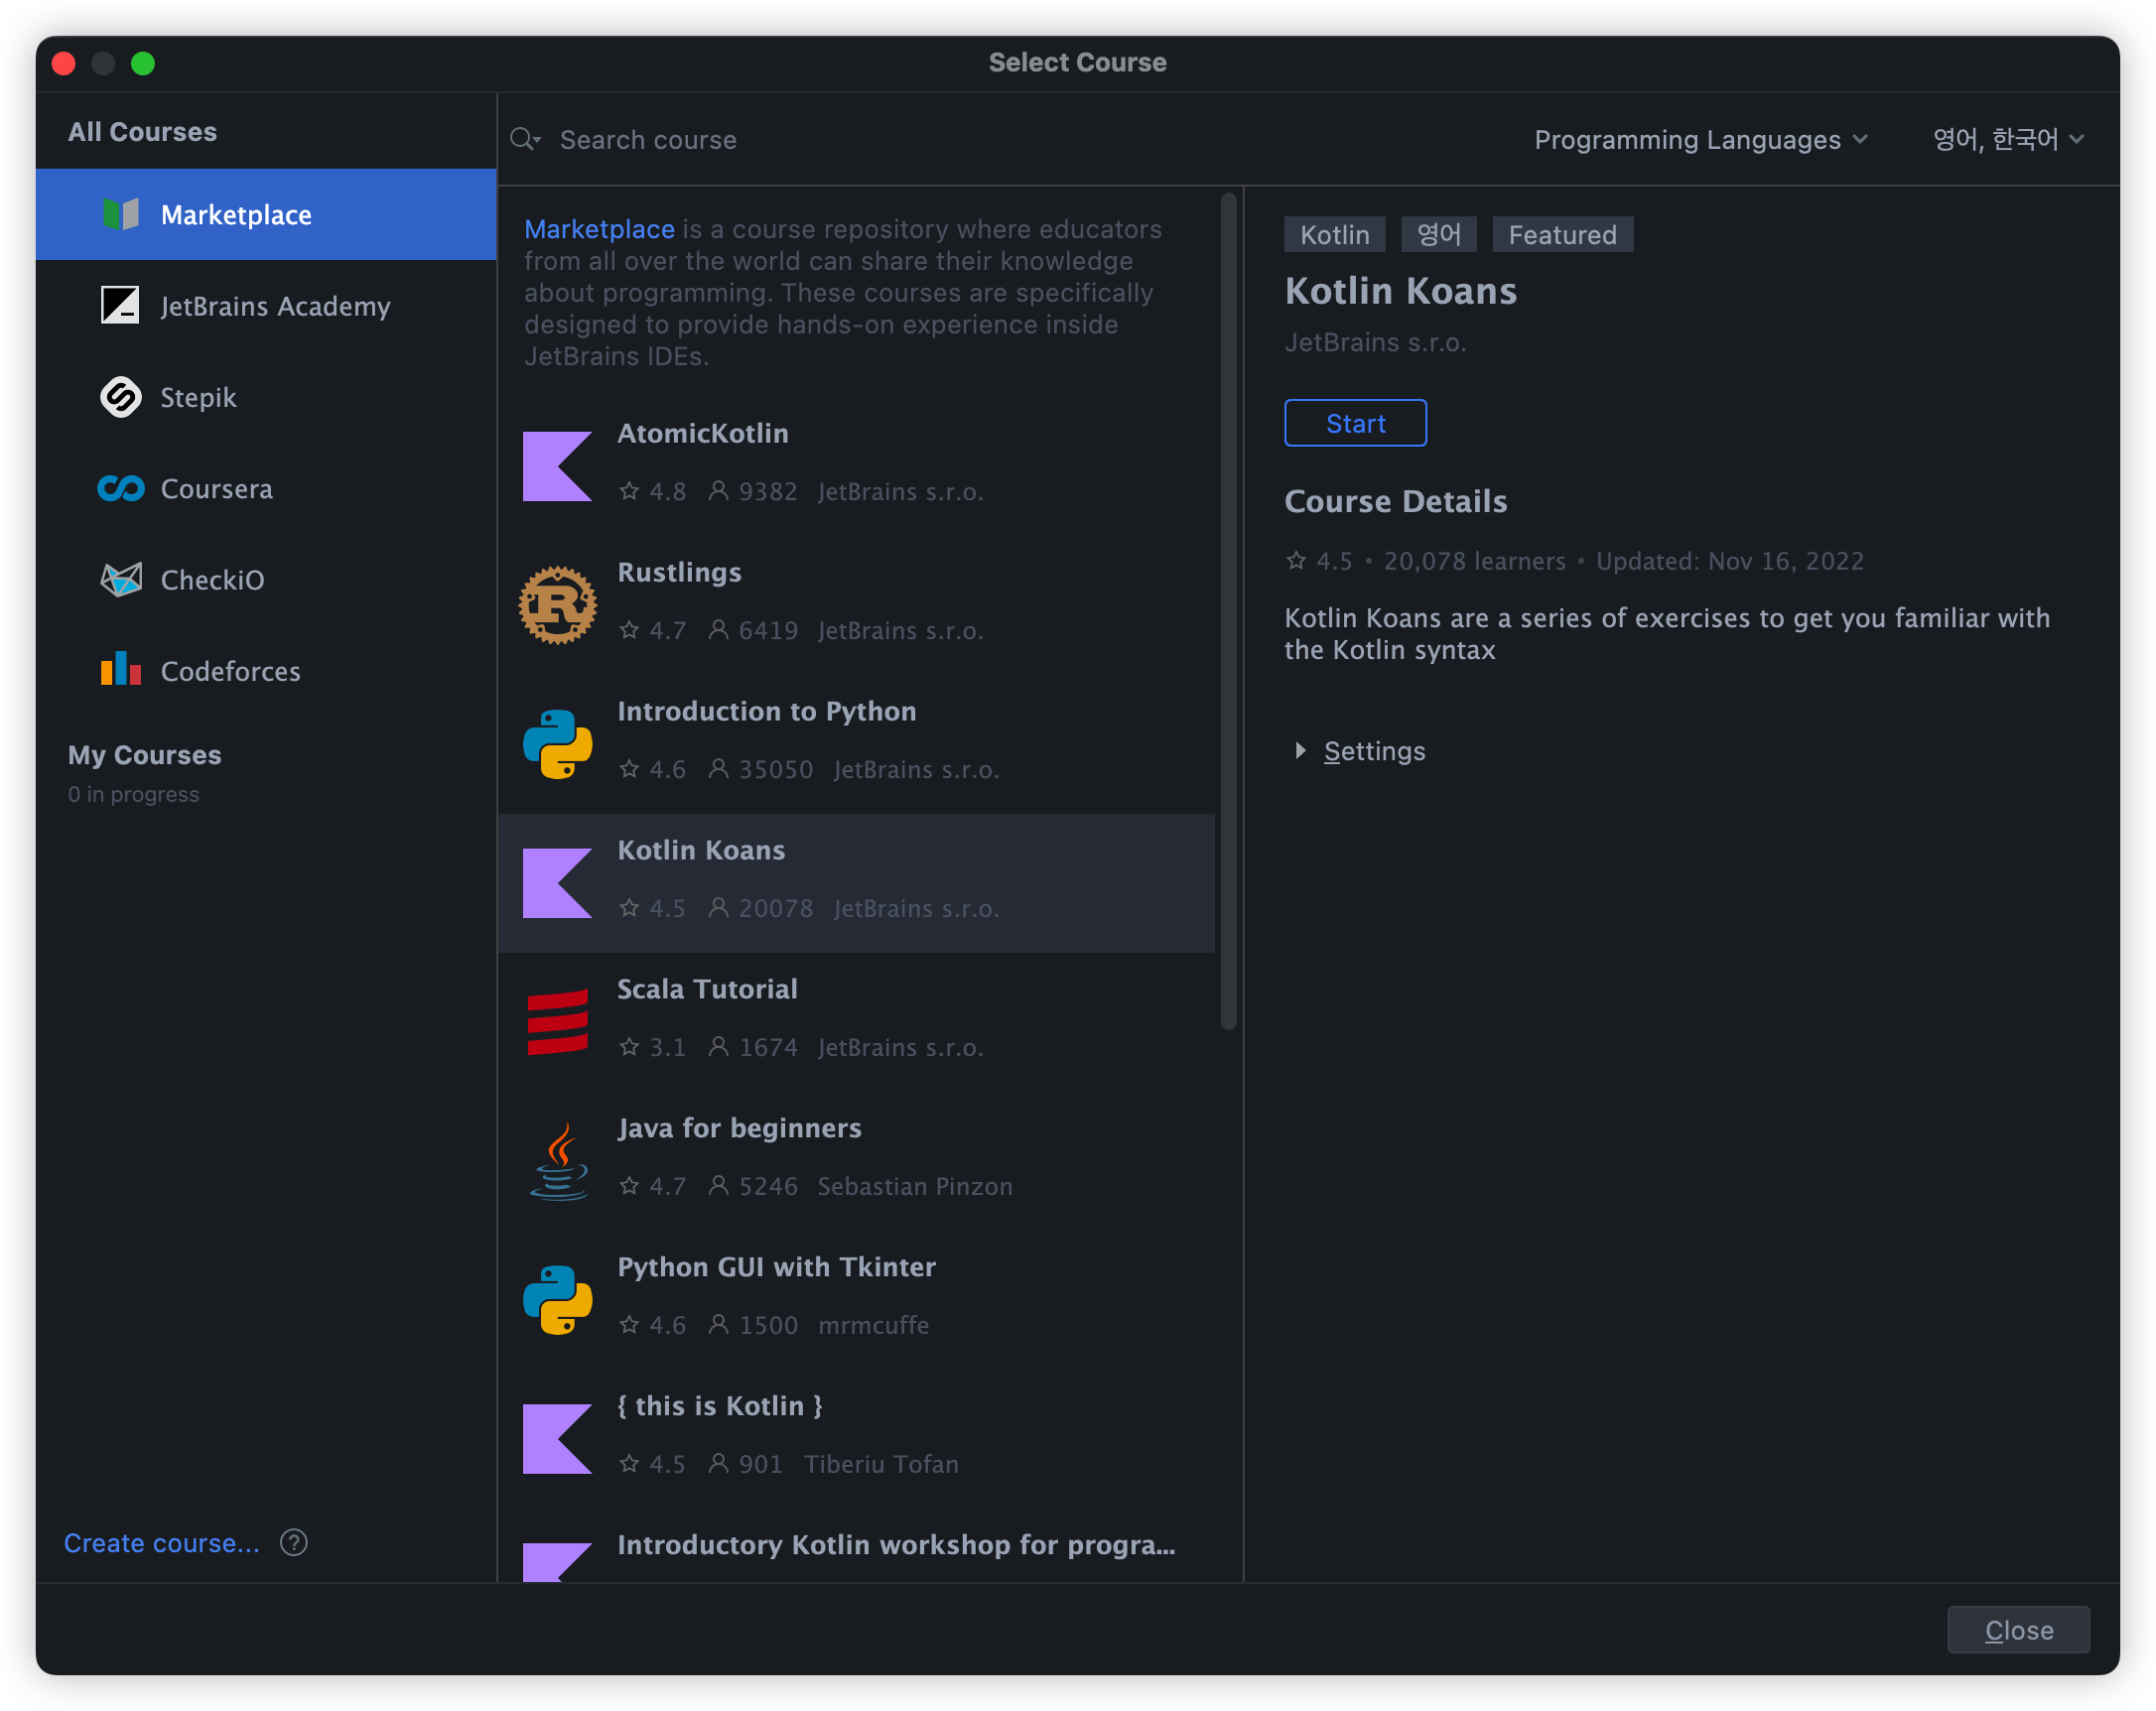 Select Course
All Courses
Marketplace
JetBrains Academy
Stepik
Coursera
CheckiO
Codeforces
My Courses
0 in progress
Create course...
?
Search course
Programming Languages
영어, 한국어
Marketplace is a course repository where educators
from all over the world can share their knowledge
about programming. These courses are specifically
designed to provide hands-on experience inside
JetBrains IDEs.
AtomicKotlin
4.8 9382 JetBrains s.r.o.
Rustlings
4.7 6419 JetBrains s.r.o.
Introduction to Python
4.6 35050 JetBrains s.r.o.
Kotlin Koans
4.5 20078 JetBrains s.r.o.
Scala Tutorial
3.1 1674 JetBrains s.r.o.
Java for beginners
4.7 5246 Sebastian Pinzon
Python GUI with Tkinter
4.6 1500 mrmcuffe
{ this is Kotlin }
4.5 901 Tiberiu Tofan
Introductory Kotlin workshop for progra...
Kotlin 영어 Featured
Kotlin Koans
JetBrains s.r.o.
Start
Course Details
4.5 • 20,078 learners • Updated: Nov 16, 2022
Kotlin Koans are a series of exercises to get you familiar with
the Kotlin syntax
Settings
Close